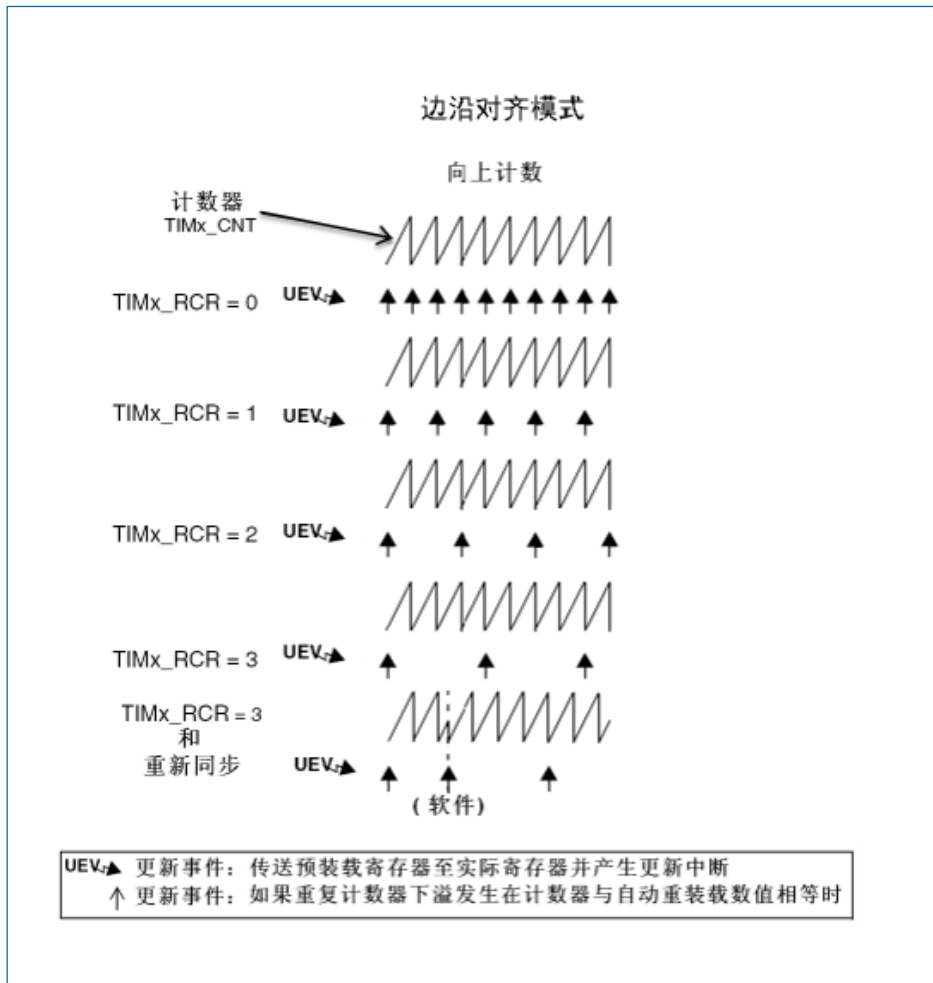 边沿对齐模式
向上计数
计数器
TIMx_CNT
TIMx_RCR = 0
UEV
TIMx_RCR = 1
UEV
TIMx_RCR = 2
UEV
TIMx_RCR = 3
UEV
TIMx_RCR = 3
和
重新同步
UEV
(软件)
UEV 更新事件：传送预装载寄存器至实际寄存器并产生更新中断
更新事件：如果重复计数器下溢发生在计数器与自动重装载数值相等时